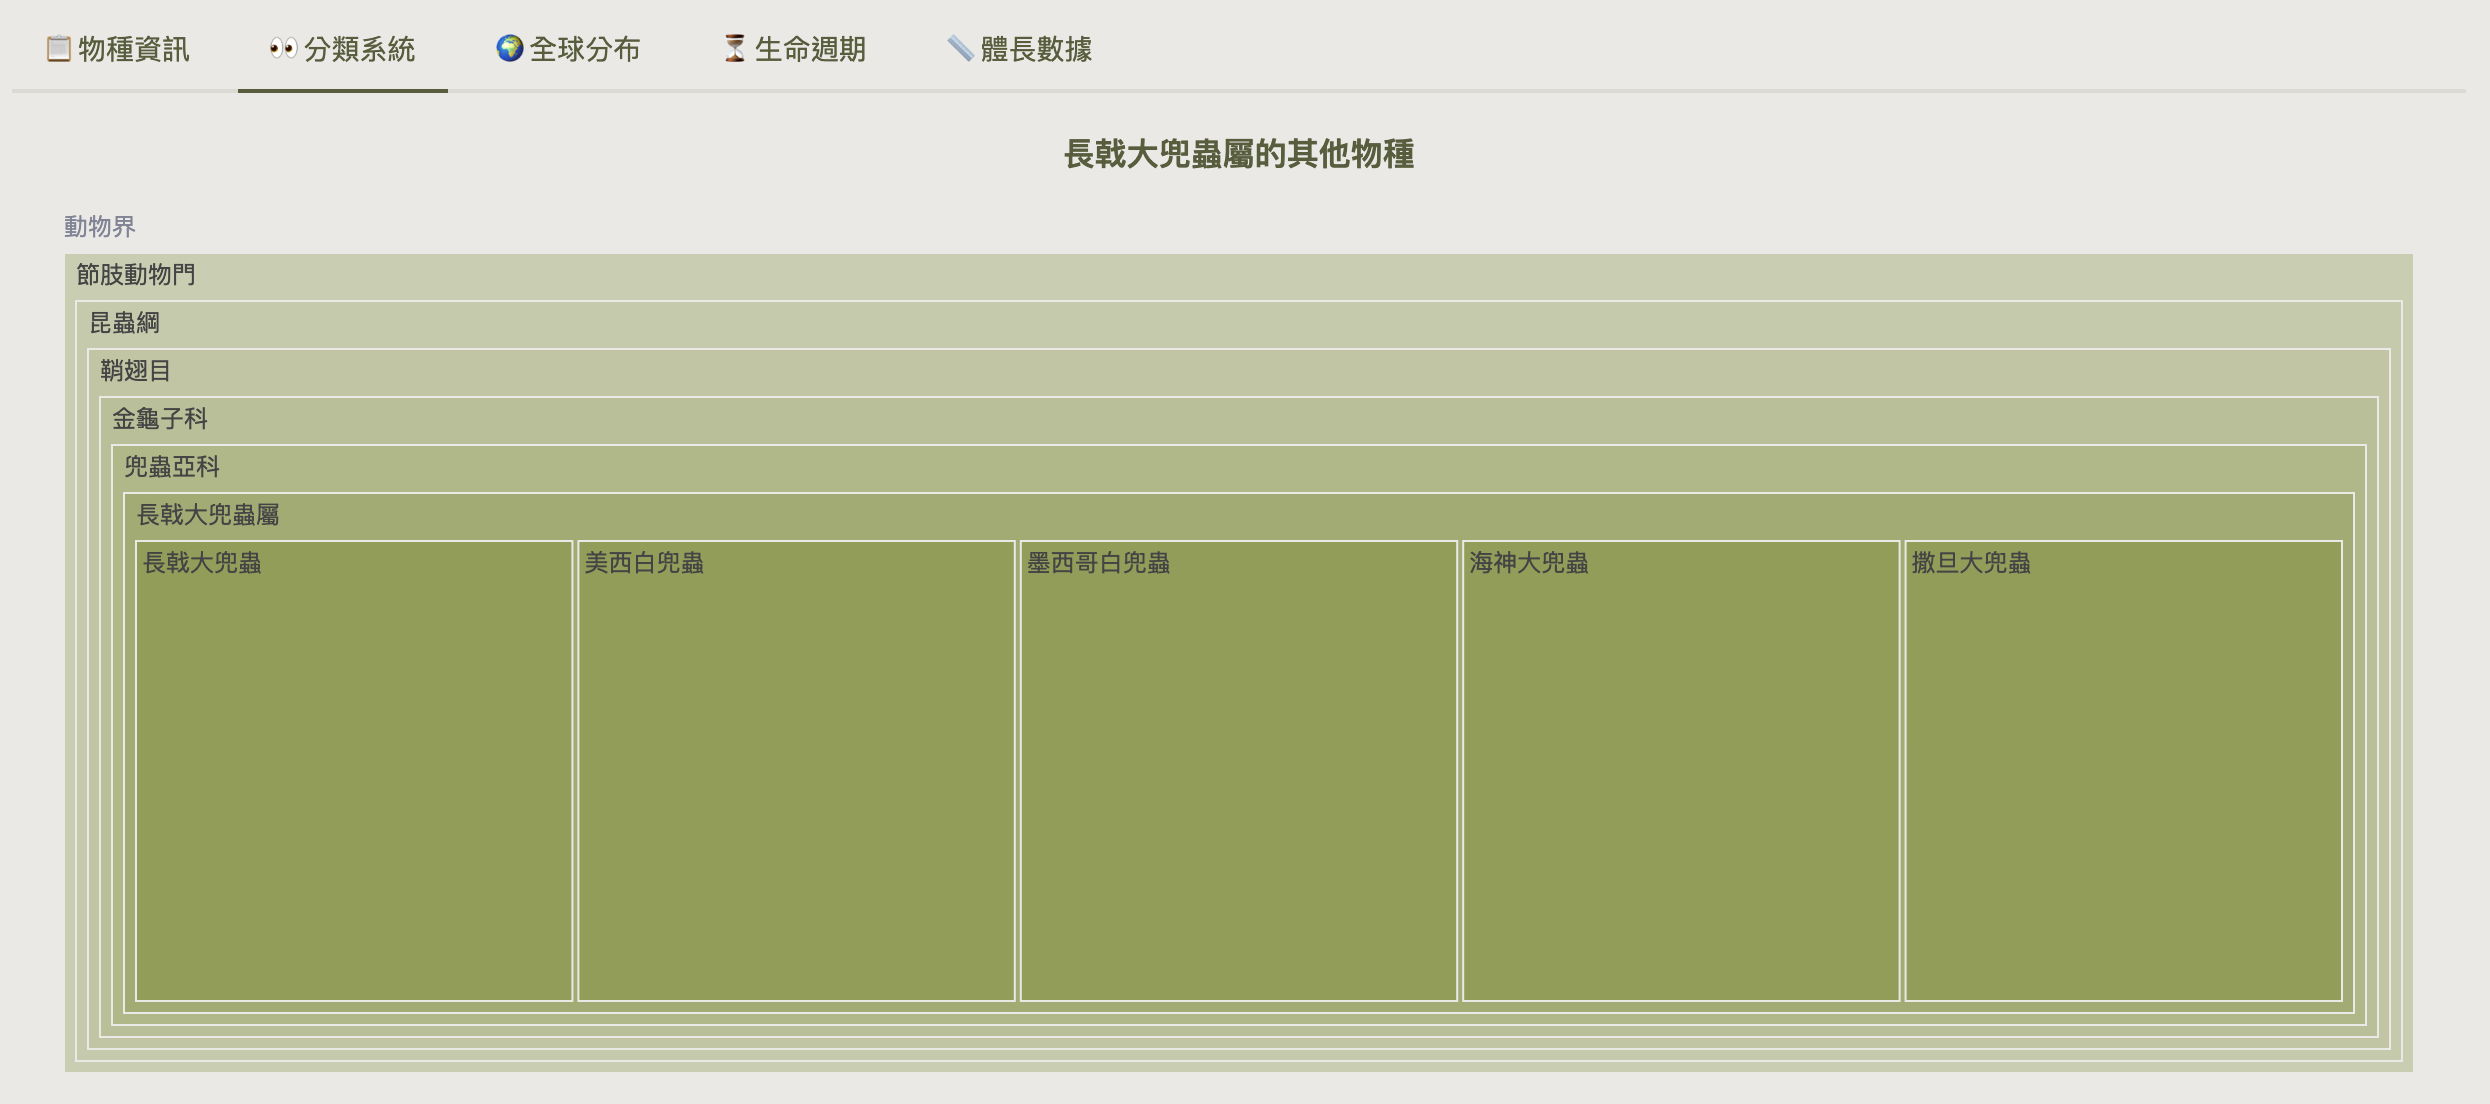 物種資訊
分類系統
全球分布
生命週期
體長數據
長戟大兜蟲屬的其他物種
動物界
節肢動物門
昆蟲綱
鞘翅目
金龜子科
兜蟲亞科
長戟大兜蟲屬
長戟大兜蟲
美西白兜蟲
墨西哥白兜蟲
海神大兜蟲
撒旦大兜蟲